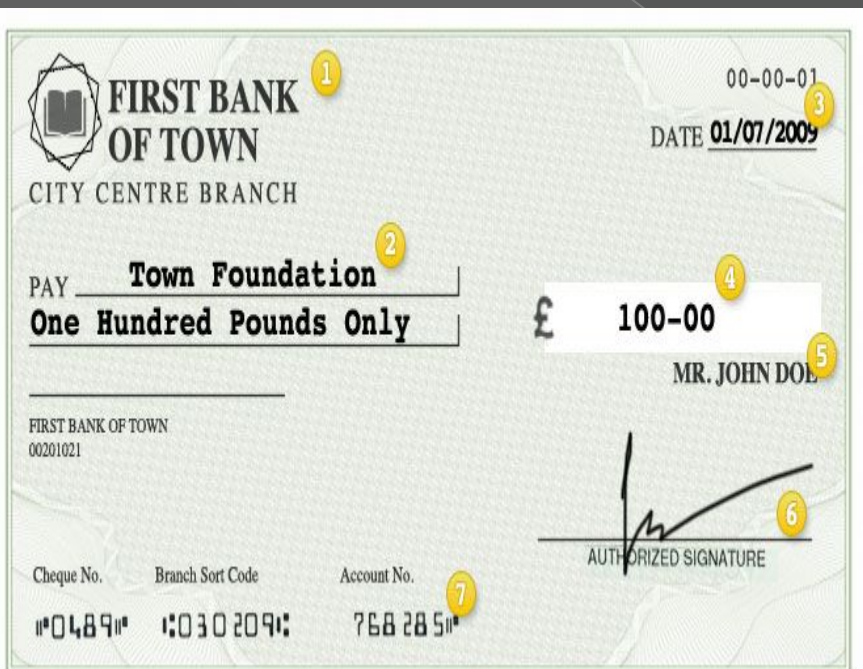 FIRST BANK
OF TOWN
CITY CENTRE BRANCH
1
00-00-01
3
DATE 01/07/2009
2
PAY Town Foundation
One Hundred Pounds Only
4
£ 100-00
5
MR. JOHN DOE
FIRST BANK OF TOWN
00201021
6
AUTHORIZED SIGNATURE
Cheque No. Branch Sort Code Account No.
7
⑈0489⑈ ⑆030209⑆ 768285⑈